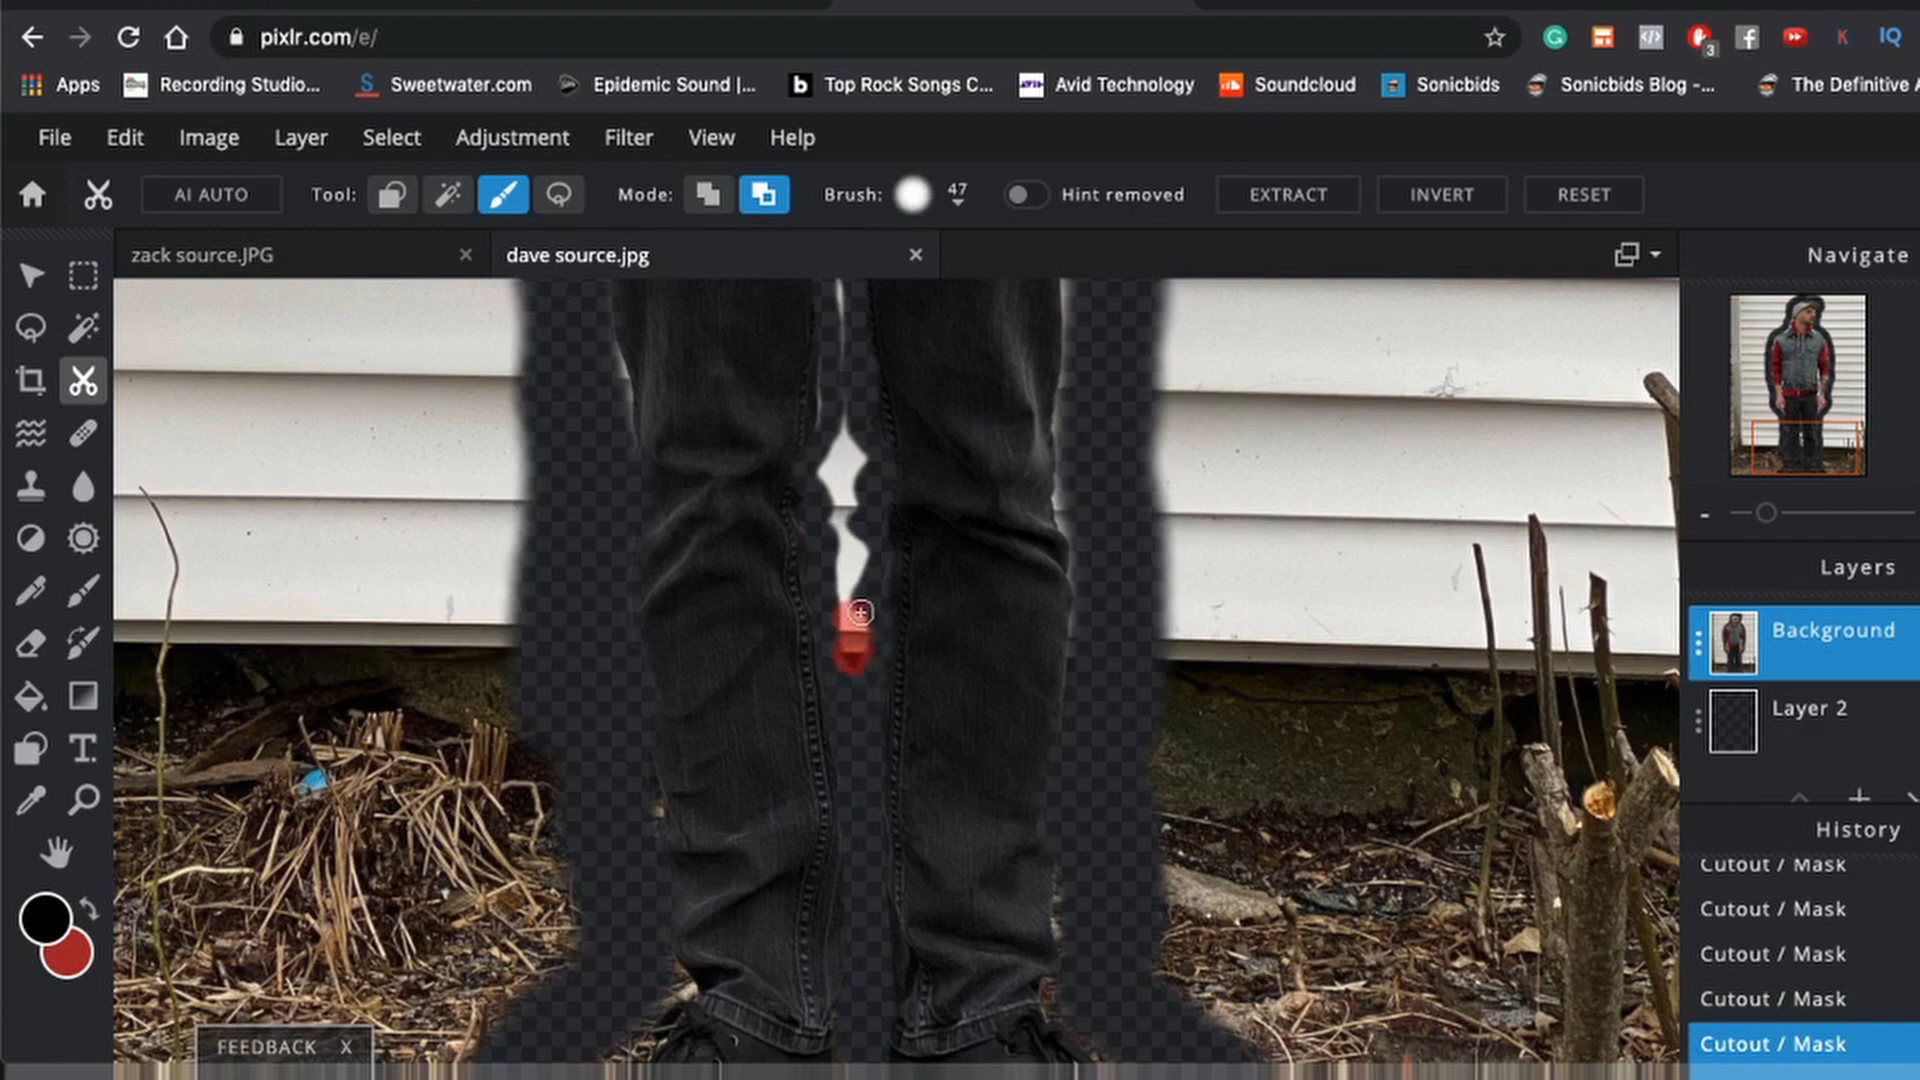 pixlr.com/e/
3
K
IQ
Apps Recording Studio... S Sweetwater.com Epidemic Sound |... b Top Rock Songs C... AVID Avid Technology Soundcloud Sonicbids Sonicbids Blog -... The Definitive A
File Edit Image Layer Select Adjustment Filter View Help
AI AUTO Tool: Mode: Brush: 47 Hint removed EXTRACT INVERT RESET
zack source.JPG × dave source.jpg × Navigate
Layers
Background
Layer 2
History
Cutout / Mask
Cutout / Mask
Cutout / Mask
Cutout / Mask
Cutout / Mask
FEEDBACK X